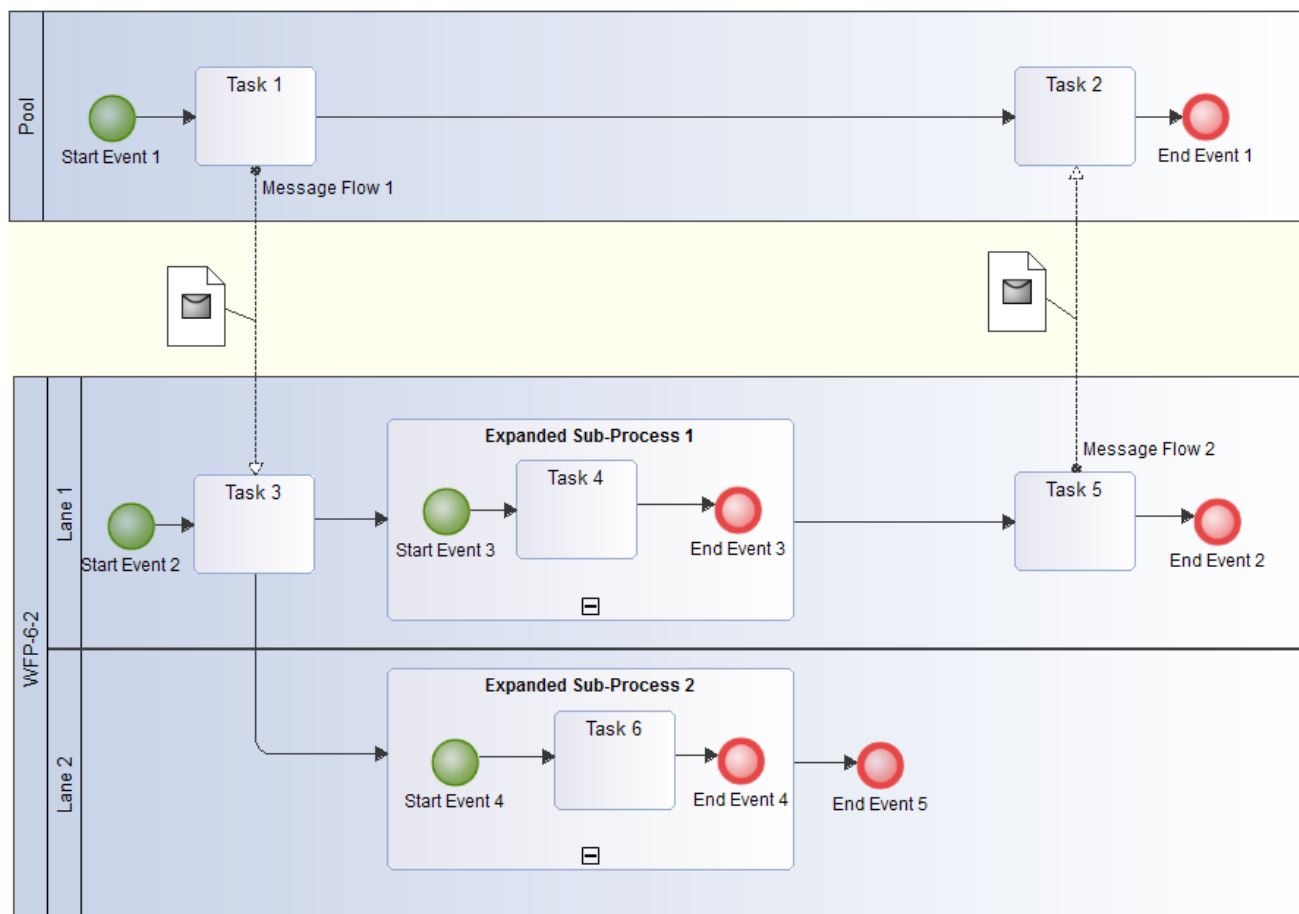 Pool
Task 1
Task 2
Start Event 1
End Event 1
Message Flow 1
WFP-6-2
Lane 1
Expanded Sub-Process 1
Message Flow 2
Task 3
Task 4
Task 5
Start Event 2
Start Event 3
End Event 3
End Event 2
Lane 2
Expanded Sub-Process 2
Task 6
Start Event 4
End Event 4
End Event 5